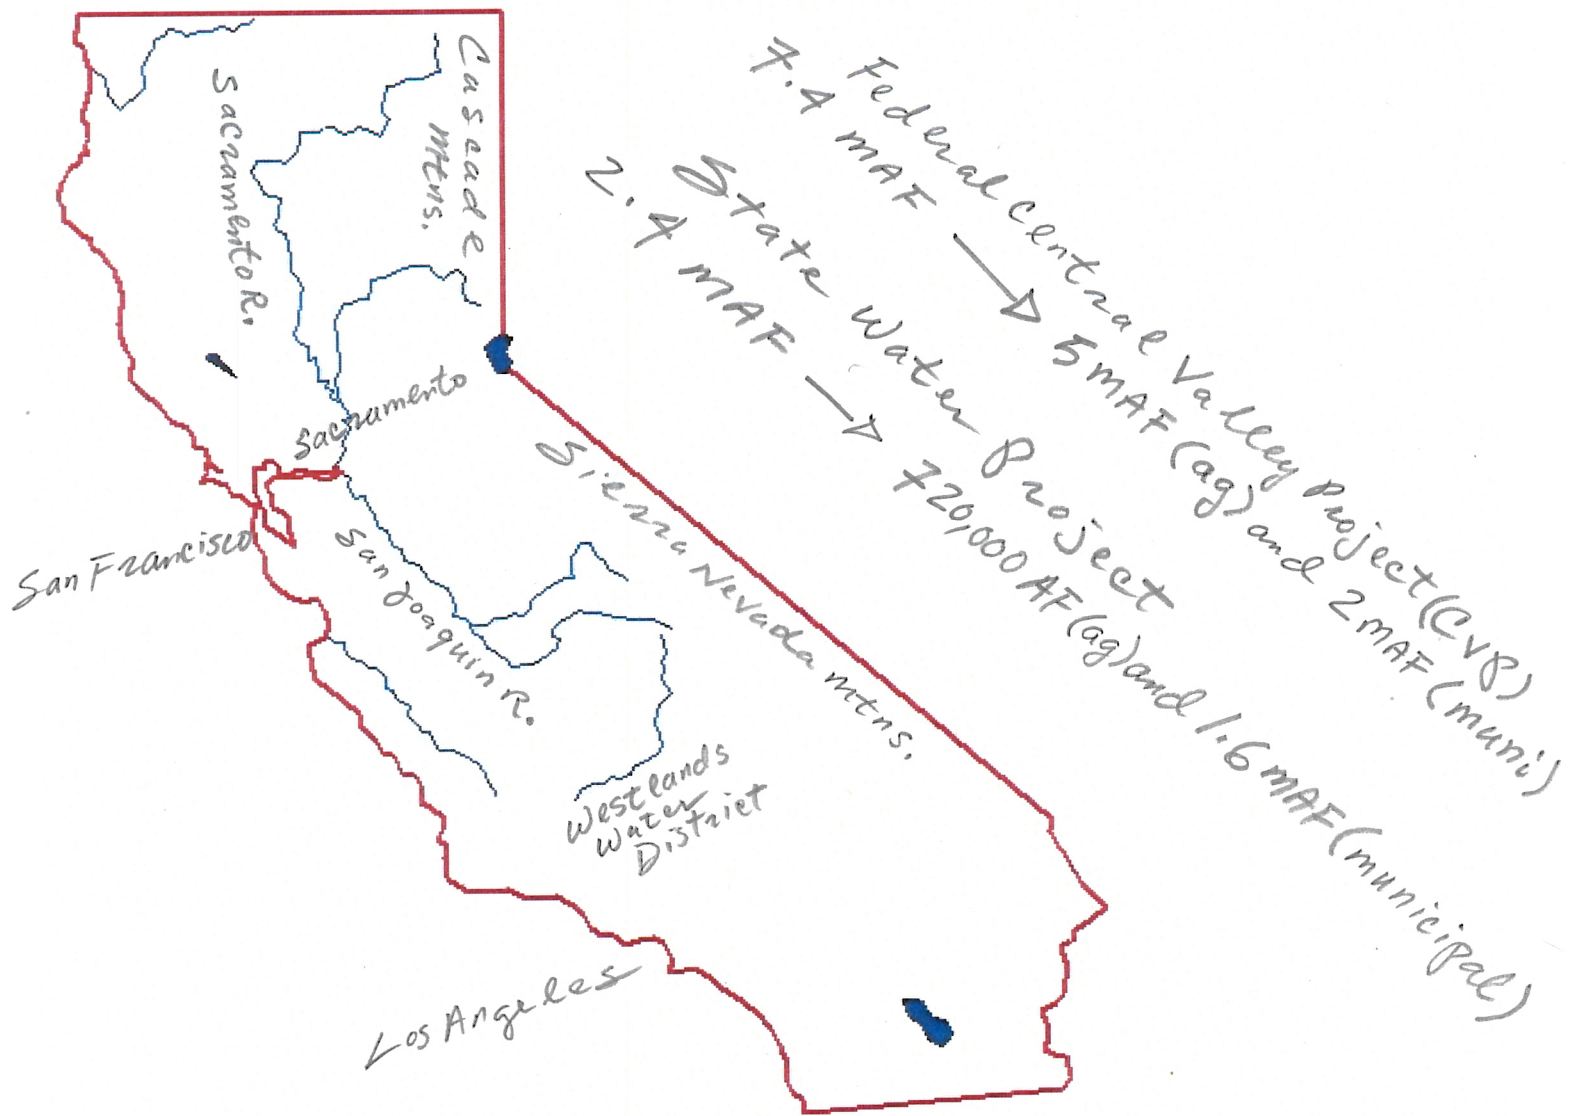 Cascade
Mtns.
Sacramento R.
Sacramento
San Francisco
San Joaquin R.
Sierra Nevada mtns.
Westlands
Water
District
Los Angeles
Federal Central Valley Project (CVP)
7.4 MAF → 5 MAF (ag) and 2 MAF (muni)
State Water Project
2.4 MAF → 720,000 AF (ag) and 1.6 MAF (municipal)